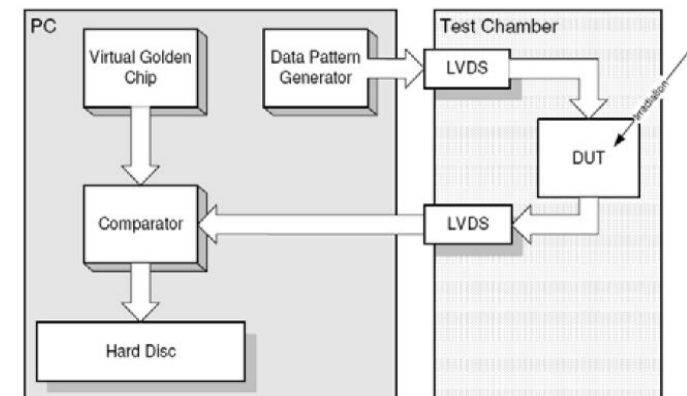 PC
Test Chamber
Virtual Golden
Chip
Data Pattern
Generator
LVDS
Irradiation
DUT
Comparator
LVDS
Hard Disc